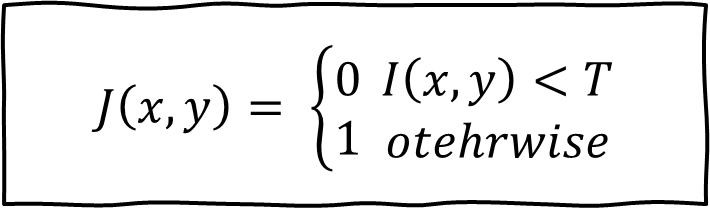 J(x,y) = {0 I(x,y) < T
1 otehrwise